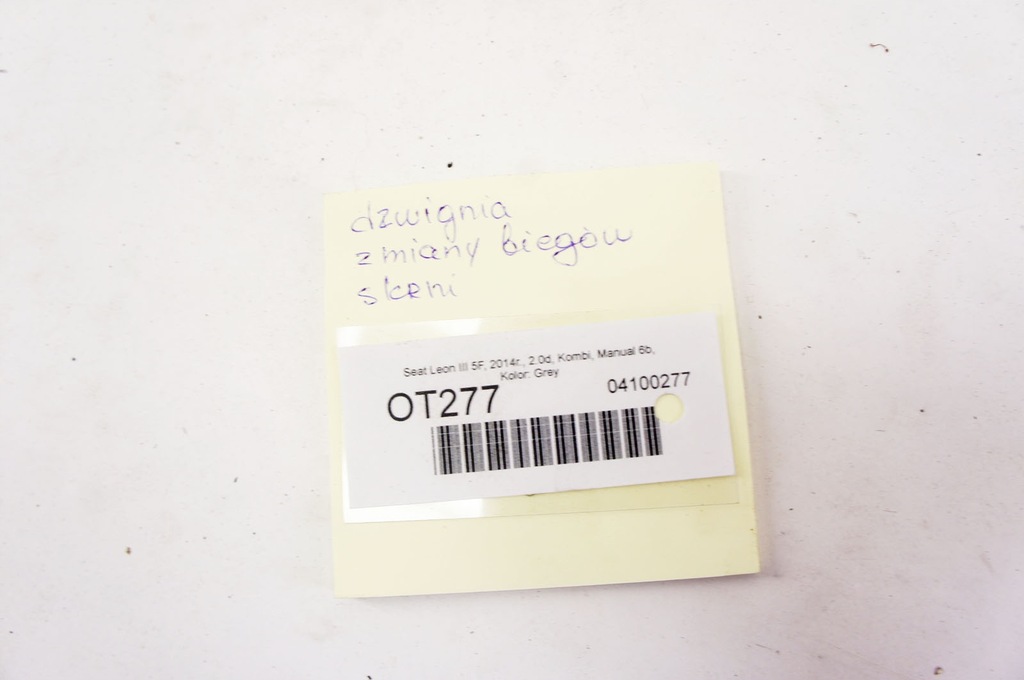 dzwignia
zmiany biegów
skrni
Seat Leon III 5F, 2014r., 2.0d, Kombi, Manual 6b,
Kolor: Grey
OT277
04100277